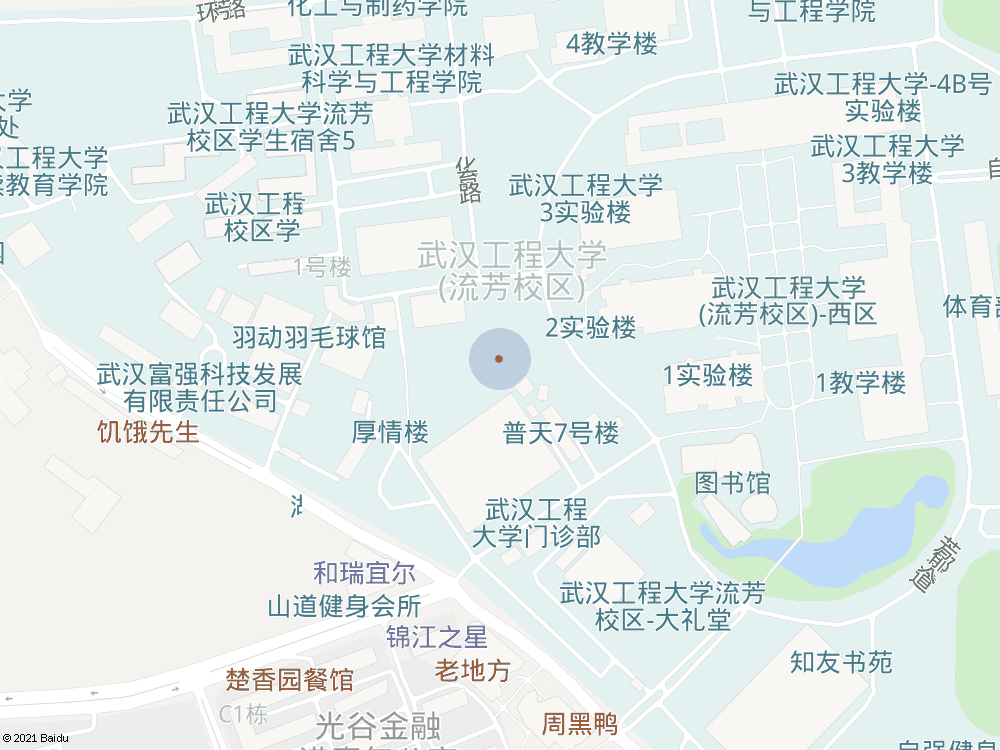 环路
化工与制药学院
与工程学院
4教学楼
武汉工程大学材料
科学与工程学院
武汉工程大学-4B号
实验楼
大学
处
武汉工程大学流芳
校区学生宿舍5
工程大学
教育学院
武汉工程大学
3教学楼
自
化台路
武汉工程大学
3实验楼
武汉工程
校区学
武汉工程大学
(流芳校区)
1号楼
武汉工程大学
(流芳校区)-西区
体育部
2实验楼
羽动羽毛球馆
武汉富强科技发展
有限责任公司
1实验楼
1教学楼
饥饿先生
厚情楼
普天7号楼
图书馆
武汉工程
大学门诊部
和瑞宜尔
山道健身会所
武汉工程大学流芳
校区-大礼堂
锦江之星
老地方
知友书苑
楚香园餐馆
C1栋
光谷金融
周黑鸭
自强健身
© 2021 Baidu